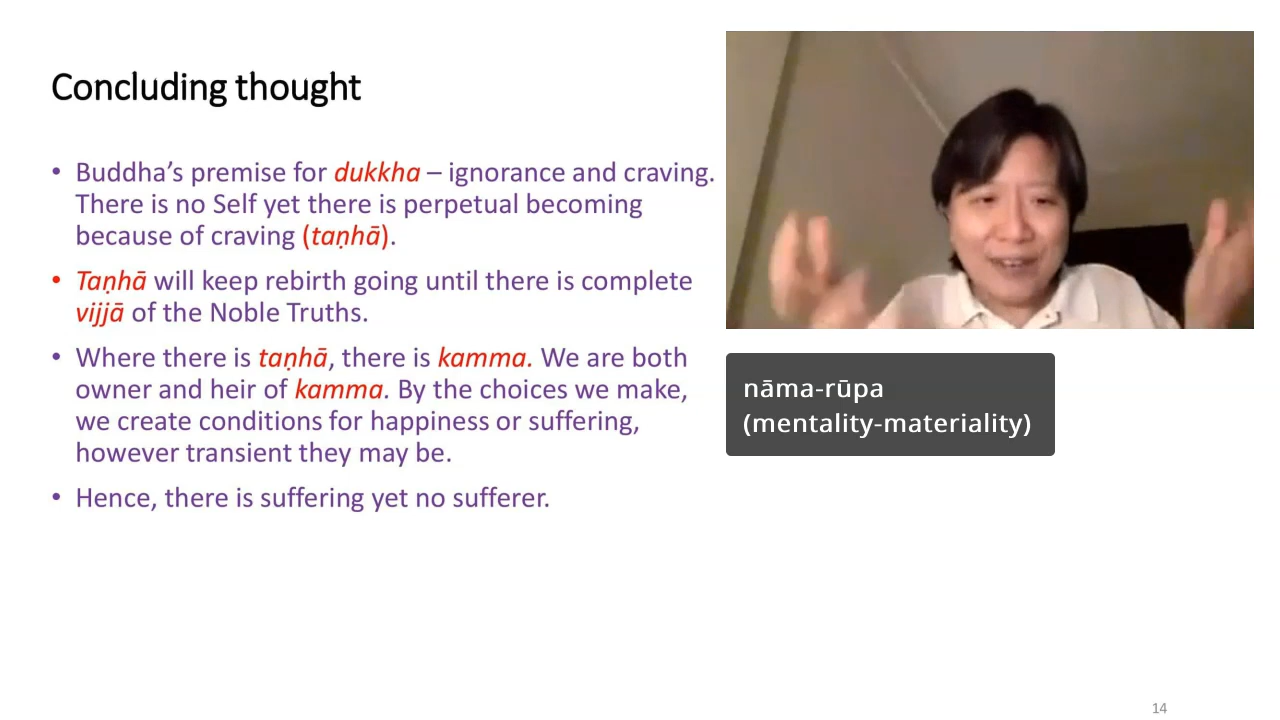 Concluding thought
• Buddha’s premise for dukkha – ignorance and craving.
There is no Self yet there is perpetual becoming
because of craving (taṇhā).
• Taṇhā will keep rebirth going until there is complete
vijjā of the Noble Truths.
• Where there is taṇhā, there is kamma. We are both
owner and heir of kamma. By the choices we make,
we create conditions for happiness or suffering,
however transient they may be.
• Hence, there is suffering yet no sufferer.
nāma-rūpa
(mentality-materiality)
14